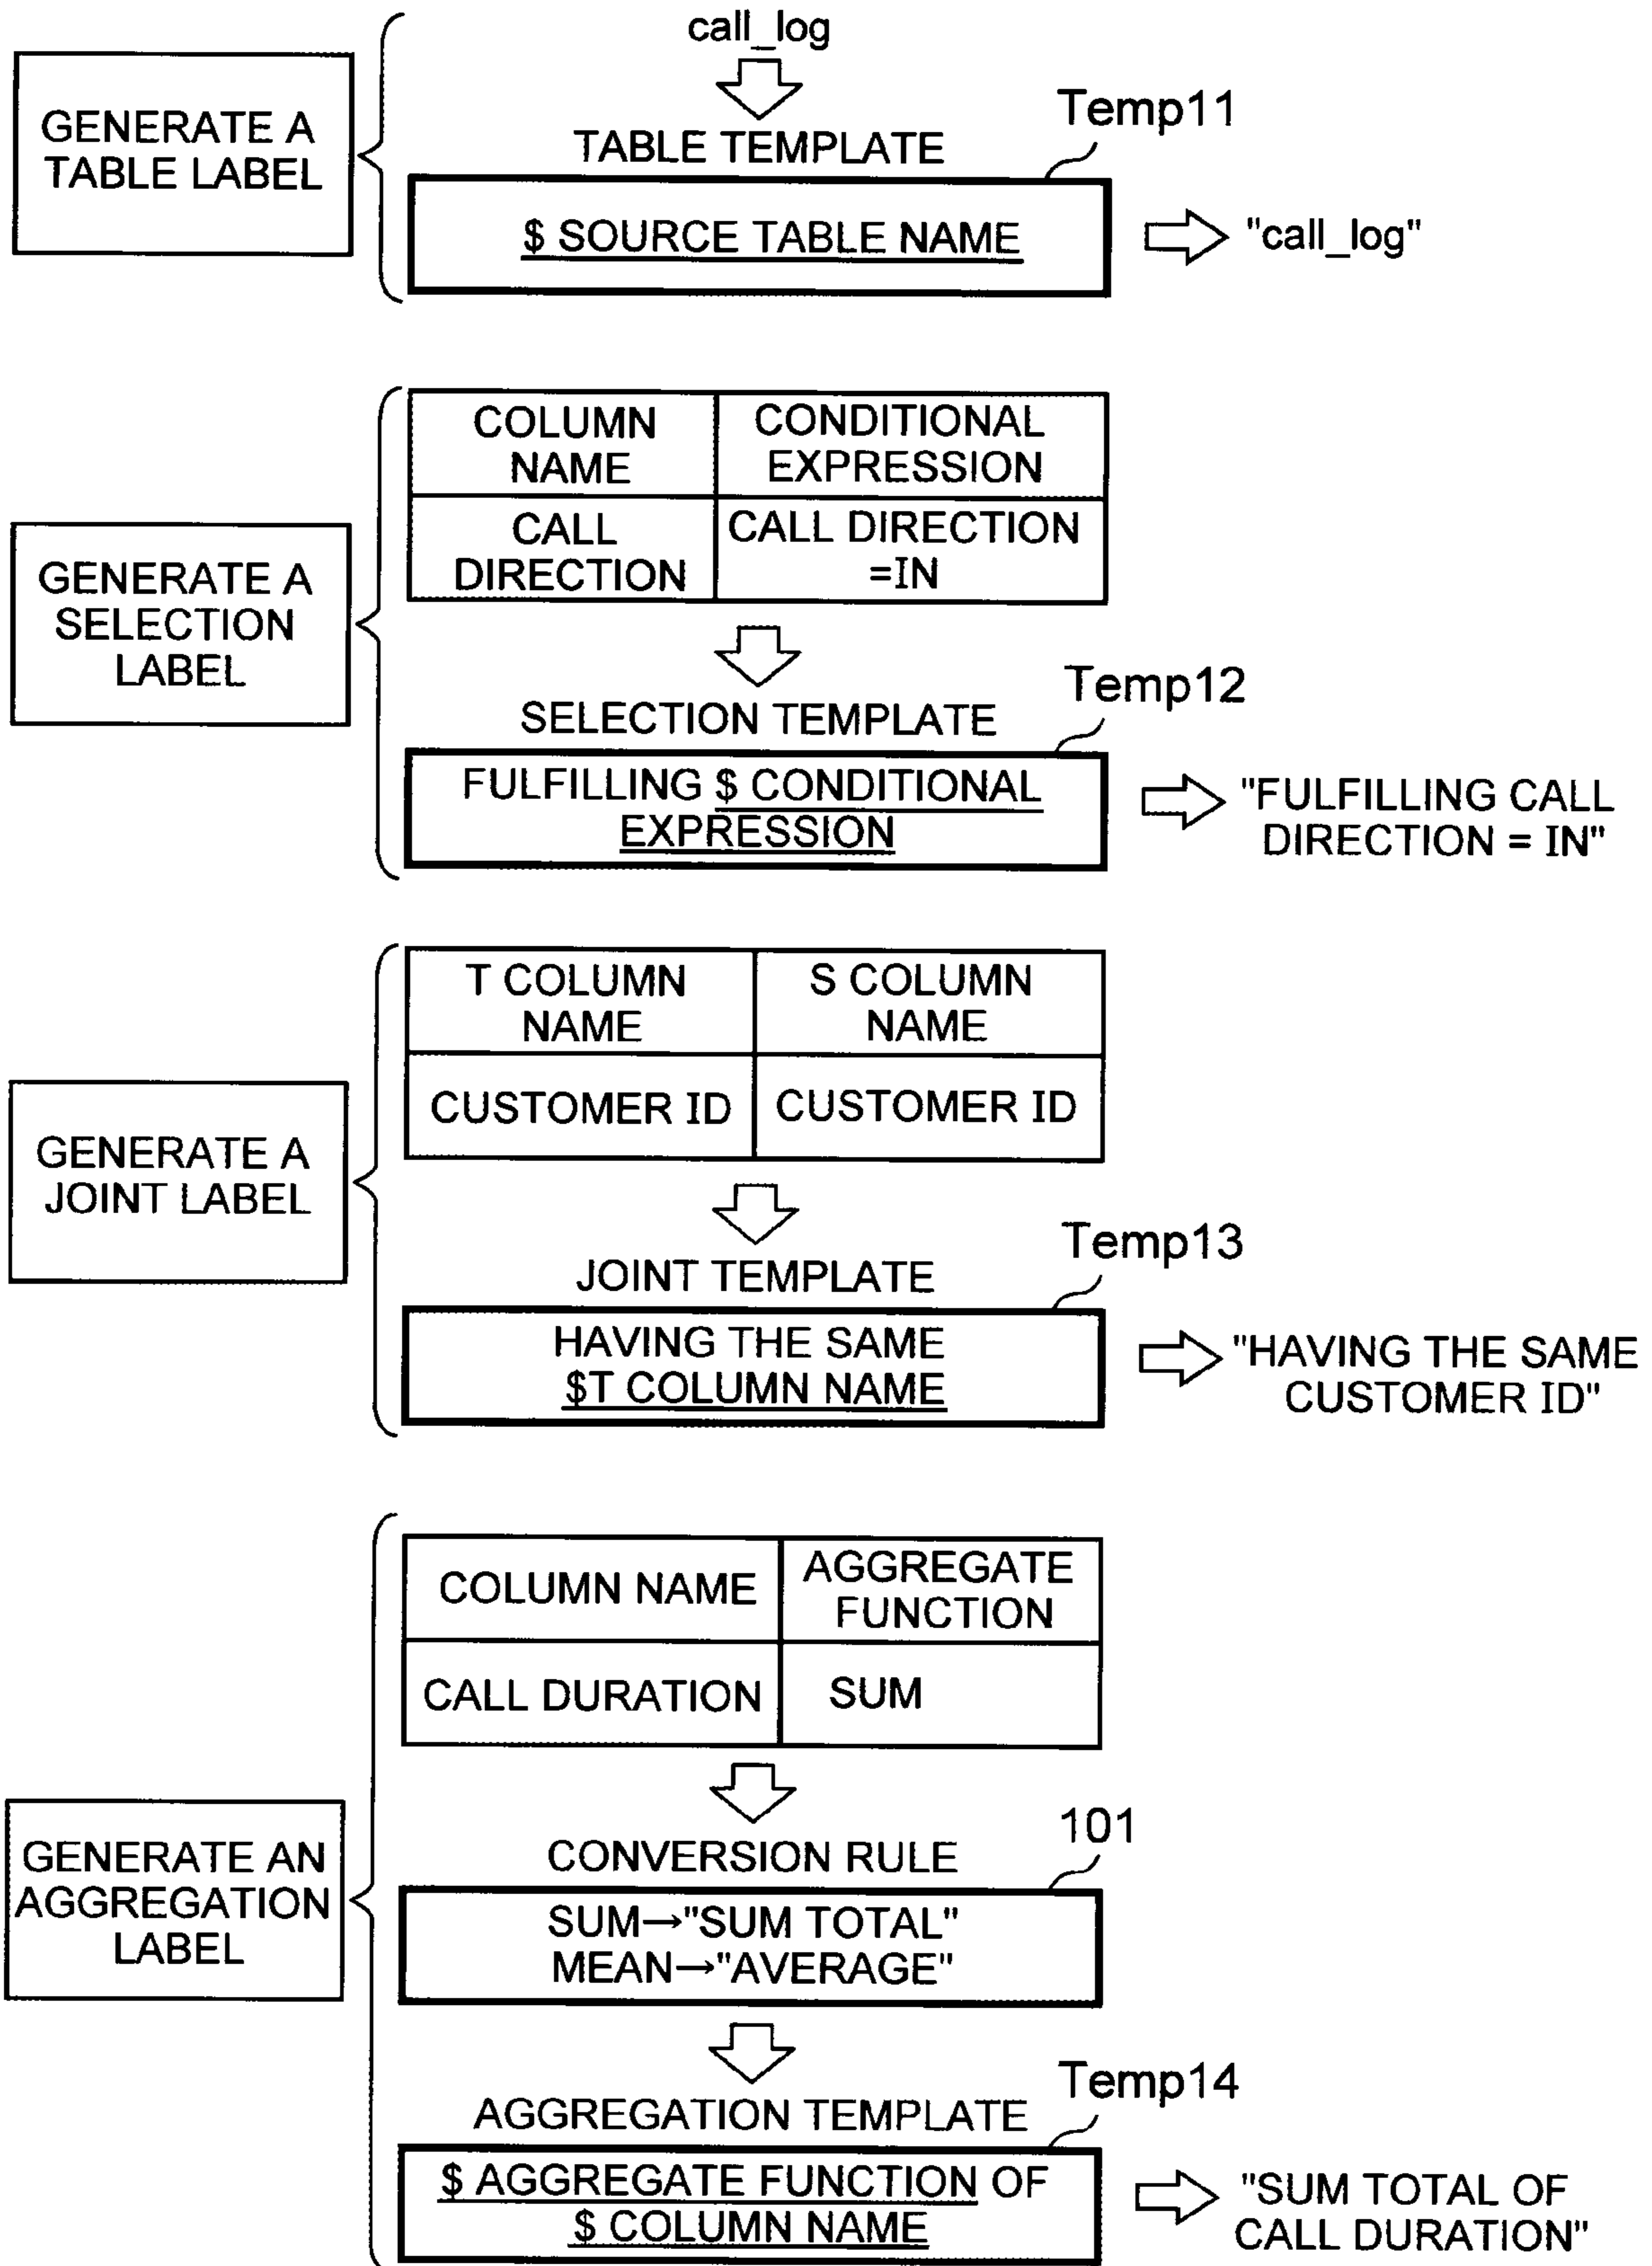 call_log
GENERATE A
TABLE LABEL
TABLE TEMPLATE
Temp11
$ SOURCE TABLE NAME
"call_log"
GENERATE A
SELECTION
LABEL
COLUMN
NAME
CONDITIONAL
EXPRESSION
CALL
DIRECTION
CALL DIRECTION
=IN
SELECTION TEMPLATE
Temp12
FULFILLING $ CONDITIONAL
EXPRESSION
"FULFILLING CALL
DIRECTION = IN"
GENERATE A
JOINT LABEL
T COLUMN
NAME
S COLUMN
NAME
CUSTOMER ID
CUSTOMER ID
JOINT TEMPLATE
Temp13
HAVING THE SAME
$T COLUMN NAME
"HAVING THE SAME
CUSTOMER ID"
GENERATE AN
AGGREGATION
LABEL
COLUMN NAME
AGGREGATE
FUNCTION
CALL DURATION
SUM
CONVERSION RULE
101
SUM→"SUM TOTAL"
MEAN→"AVERAGE"
AGGREGATION TEMPLATE
Temp14
$ AGGREGATE FUNCTION OF
$ COLUMN NAME
"SUM TOTAL OF
CALL DURATION"